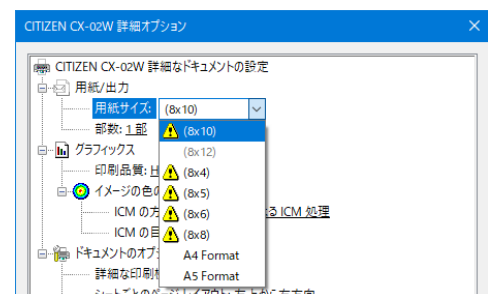 CITIZEN CX-02W 詳細オプション
CITIZEN CX-02W 詳細なドキュメントの設定
用紙/出力
用紙サイズ: (8x10)
部数: 1 部
(8x10)
(8x12)
(8x4)
(8x5)
(8x6)
(8x8)
A4 Format
A5 Format
グラフィックス
印刷品質: H
イメージの色の
ICM の方
る ICM 処理
ICM の目
ドキュメントのオプ
詳細な印刷